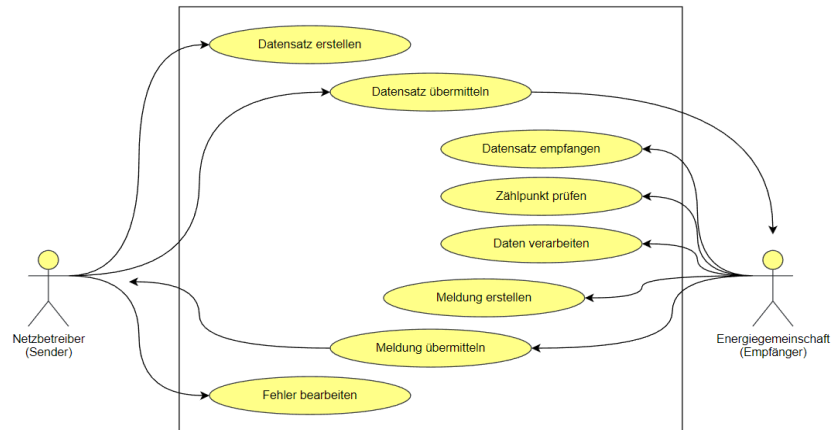 Datensatz erstellen
Datensatz übermitteln
Datensatz empfangen
Zählpunkt prüfen
Daten verarbeiten
Meldung erstellen
Netzbetreiber
(Sender)
Energiegemeinschaft
(Empfänger)
Meldung übermitteln
Fehler bearbeiten